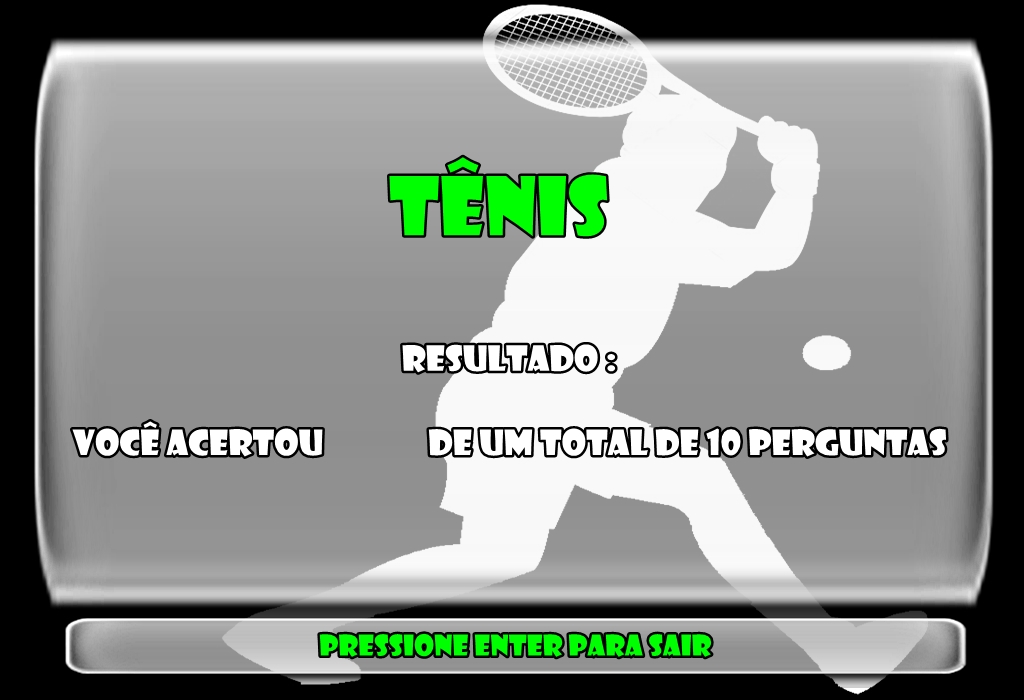 TÊNIS
RESULTADO :
VOCÊ ACERTOU DE UM TOTAL DE 10 PERGUNTAS
PRESSIONE ENTER PARA SAIR